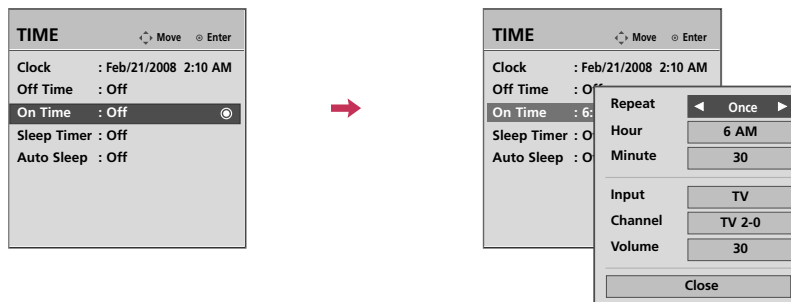 TIME Move Enter
Clock : Feb/21/2008 2:10 AM
Off Time : Off
On Time : Off
Sleep Timer : Off
Auto Sleep : Off
TIME Move Enter
Clock : Feb/21/2008 2:10 AM
Off Time : Off
On Time : 6:
Sleep Timer : O
Auto Sleep : O
Repeat ◀ Once ▶
Hour 6 AM
Minute 30
Input TV
Channel TV 2-0
Volume 30
Close